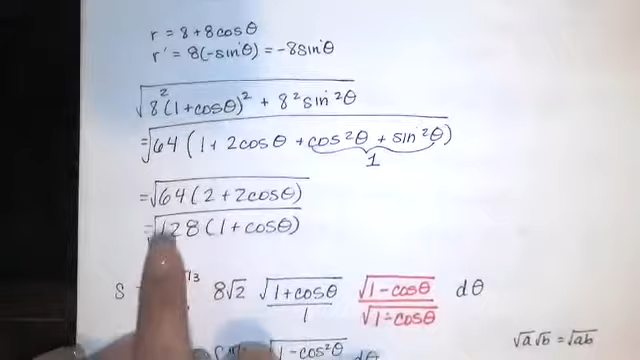 r = 8 + 8cosθ
r' = 8(-sinθ) = -8sinθ
√(8²(1+cosθ)² + 8²sin²θ)
= √(64(1 + 2cosθ + cos²θ + sin²θ))
1
= √(64(2 + 2cosθ))
= √(128(1 + cosθ))
S 8√2 √(1+cosθ)/1 √(1-cosθ)/√(1-cosθ) dθ
√(1-cos²θ) dθ
√a√b = √ab